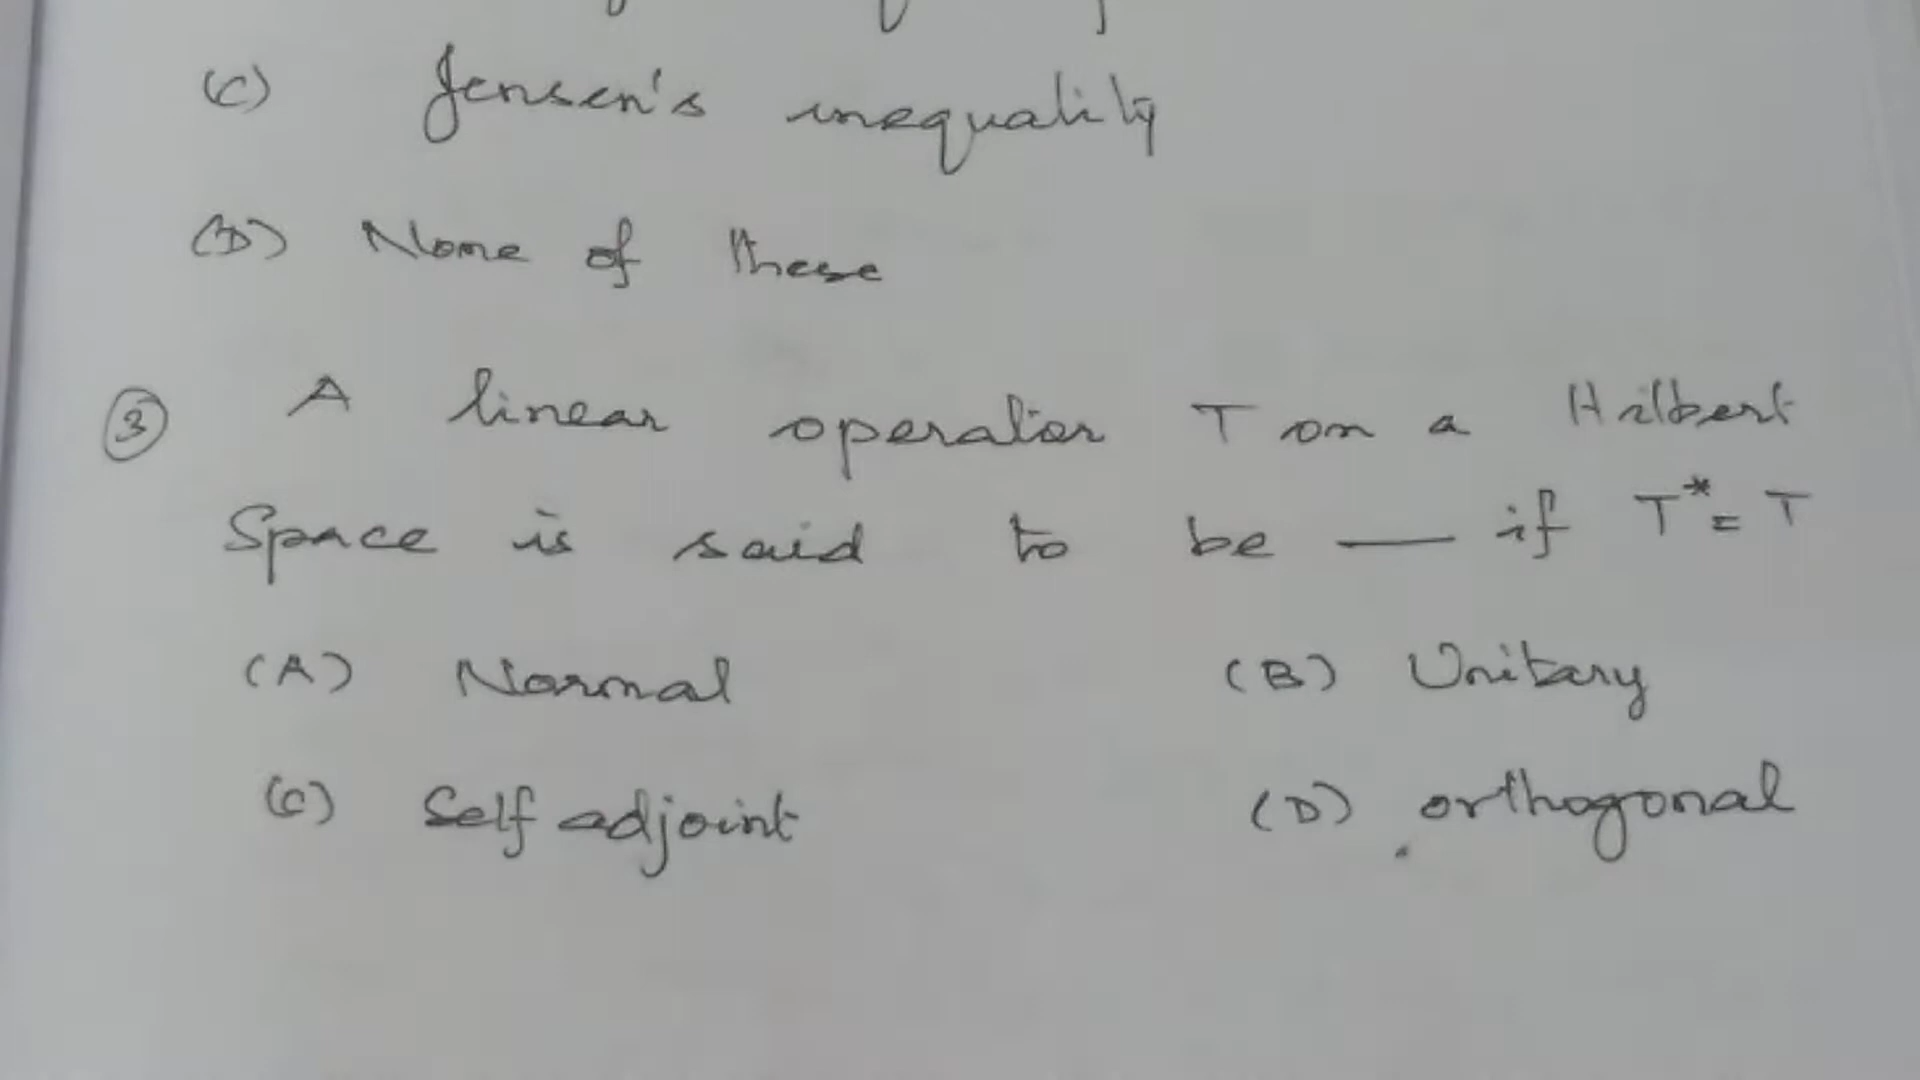 (C) Jensen's inequality
(D) None of these
③ A linear operator T on a Hilbert
Space is said to be — if T* = T
(A) Normal (B) Unitary
(C) Self adjoint (D) orthogonal